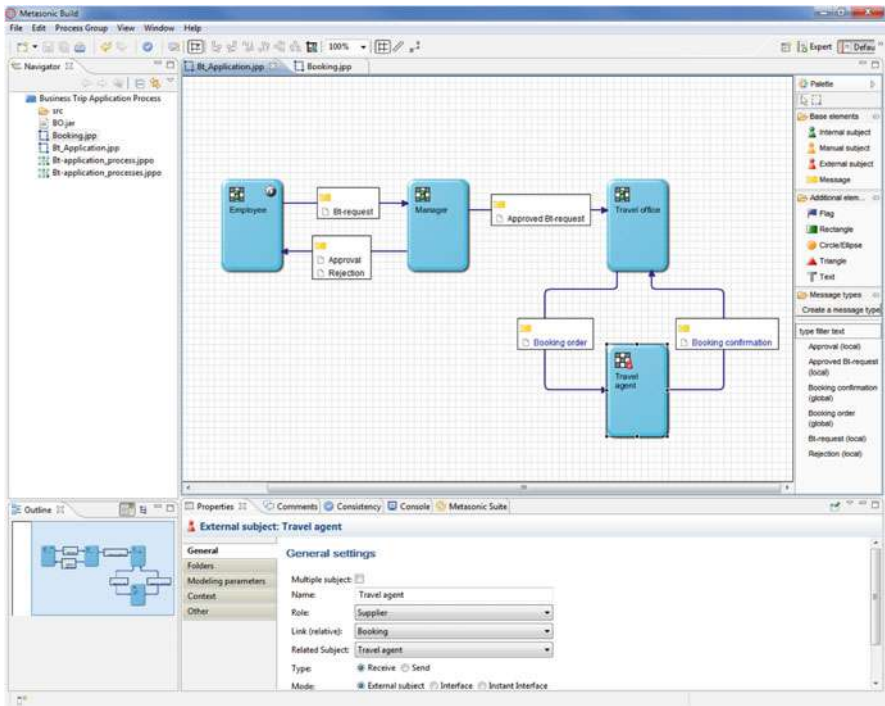 Metasonic Build
File Edit Process Group View Window Help
100%
Expert Defau
Navigator
Business Trip Application Process
src
BO.jar
Booking.jpp
Bt_Application.jpp
Bt-application_process.jppo
Bt-application_processes.jppo
Bt_Application.jpp Booking.jpp
Employee
Bt-request
Approval
Rejection
Manager
Approved Bt-request
Travel office
Booking order
Booking confirmation
Travel
agent
Palette
Base elements
Internal subject
Manual subject
External subject
Message
Additional elem...
Flag
Rectangle
Circle/Ellipse
Triangle
Text
Message types
Create a message type
type filter text
Approval (local)
Approved Bt-request
(local)
Booking confirmation
(global)
Booking order
(global)
Bt-request (local)
Rejection (local)
Outline
Properties Comments Consistency Console Metasonic Suite
External subject: Travel agent
General
Folders
Modeling parameters
Context
Other
General settings
Multiple subject:
Name: Travel agent
Role: Supplier
Link (relative): Booking
Related Subject: Travel agent
Type: Receive Send
Mode: External subject Interface Instant Interface